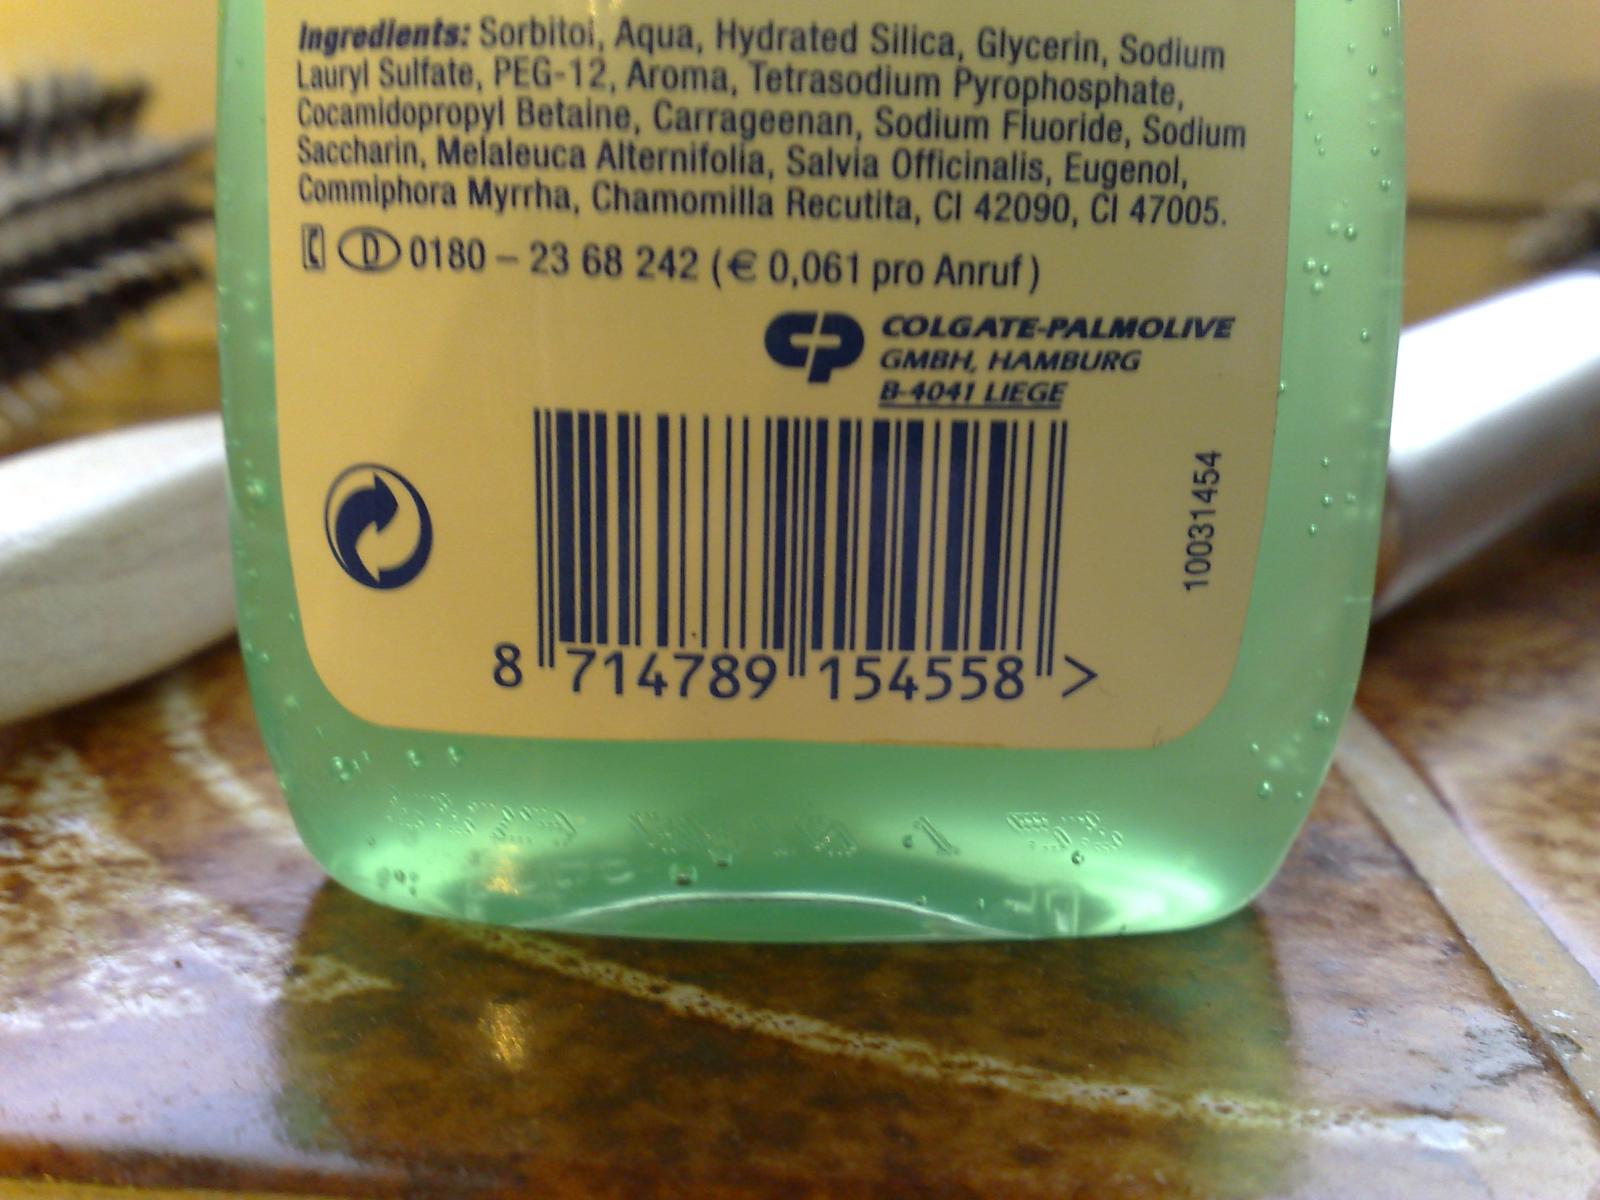 Ingredients: Sorbitol, Aqua, Hydrated Silica, Glycerin, Sodium
Lauryl Sulfate, PEG-12, Aroma, Tetrasodium Pyrophosphate,
Cocamidopropyl Betaine, Carrageenan, Sodium Fluoride, Sodium
Saccharin, Melaleuca Alternifolia, Salvia Officinalis, Eugenol,
Commiphora Myrrha, Chamomilla Recutita, CI 42090, CI 47005.
D 0180 – 23 68 242 (€ 0,061 pro Anruf)
CP COLGATE-PALMOLIVE
GMBH, HAMBURG
B-4041 LIEGE
10031454
8 714789 154558 >